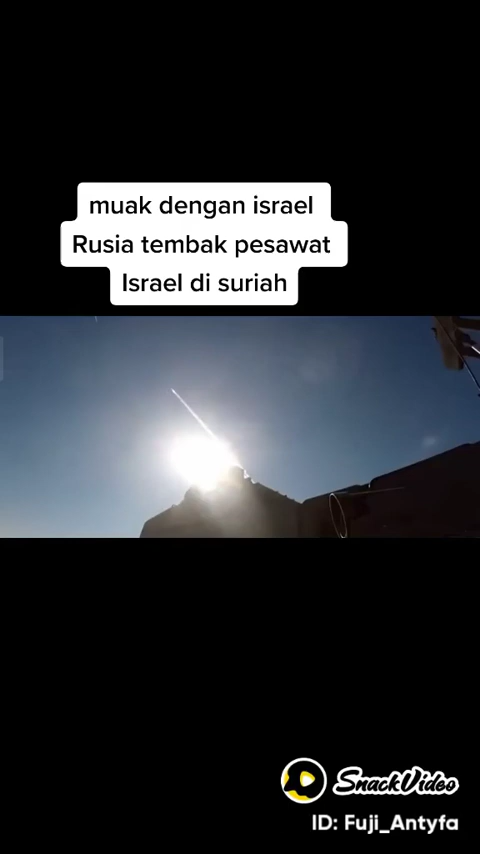 muak dengan israel
Rusia tembak pesawat
Israel di suriah
SnackVideo
ID: Fuji_Antyfa